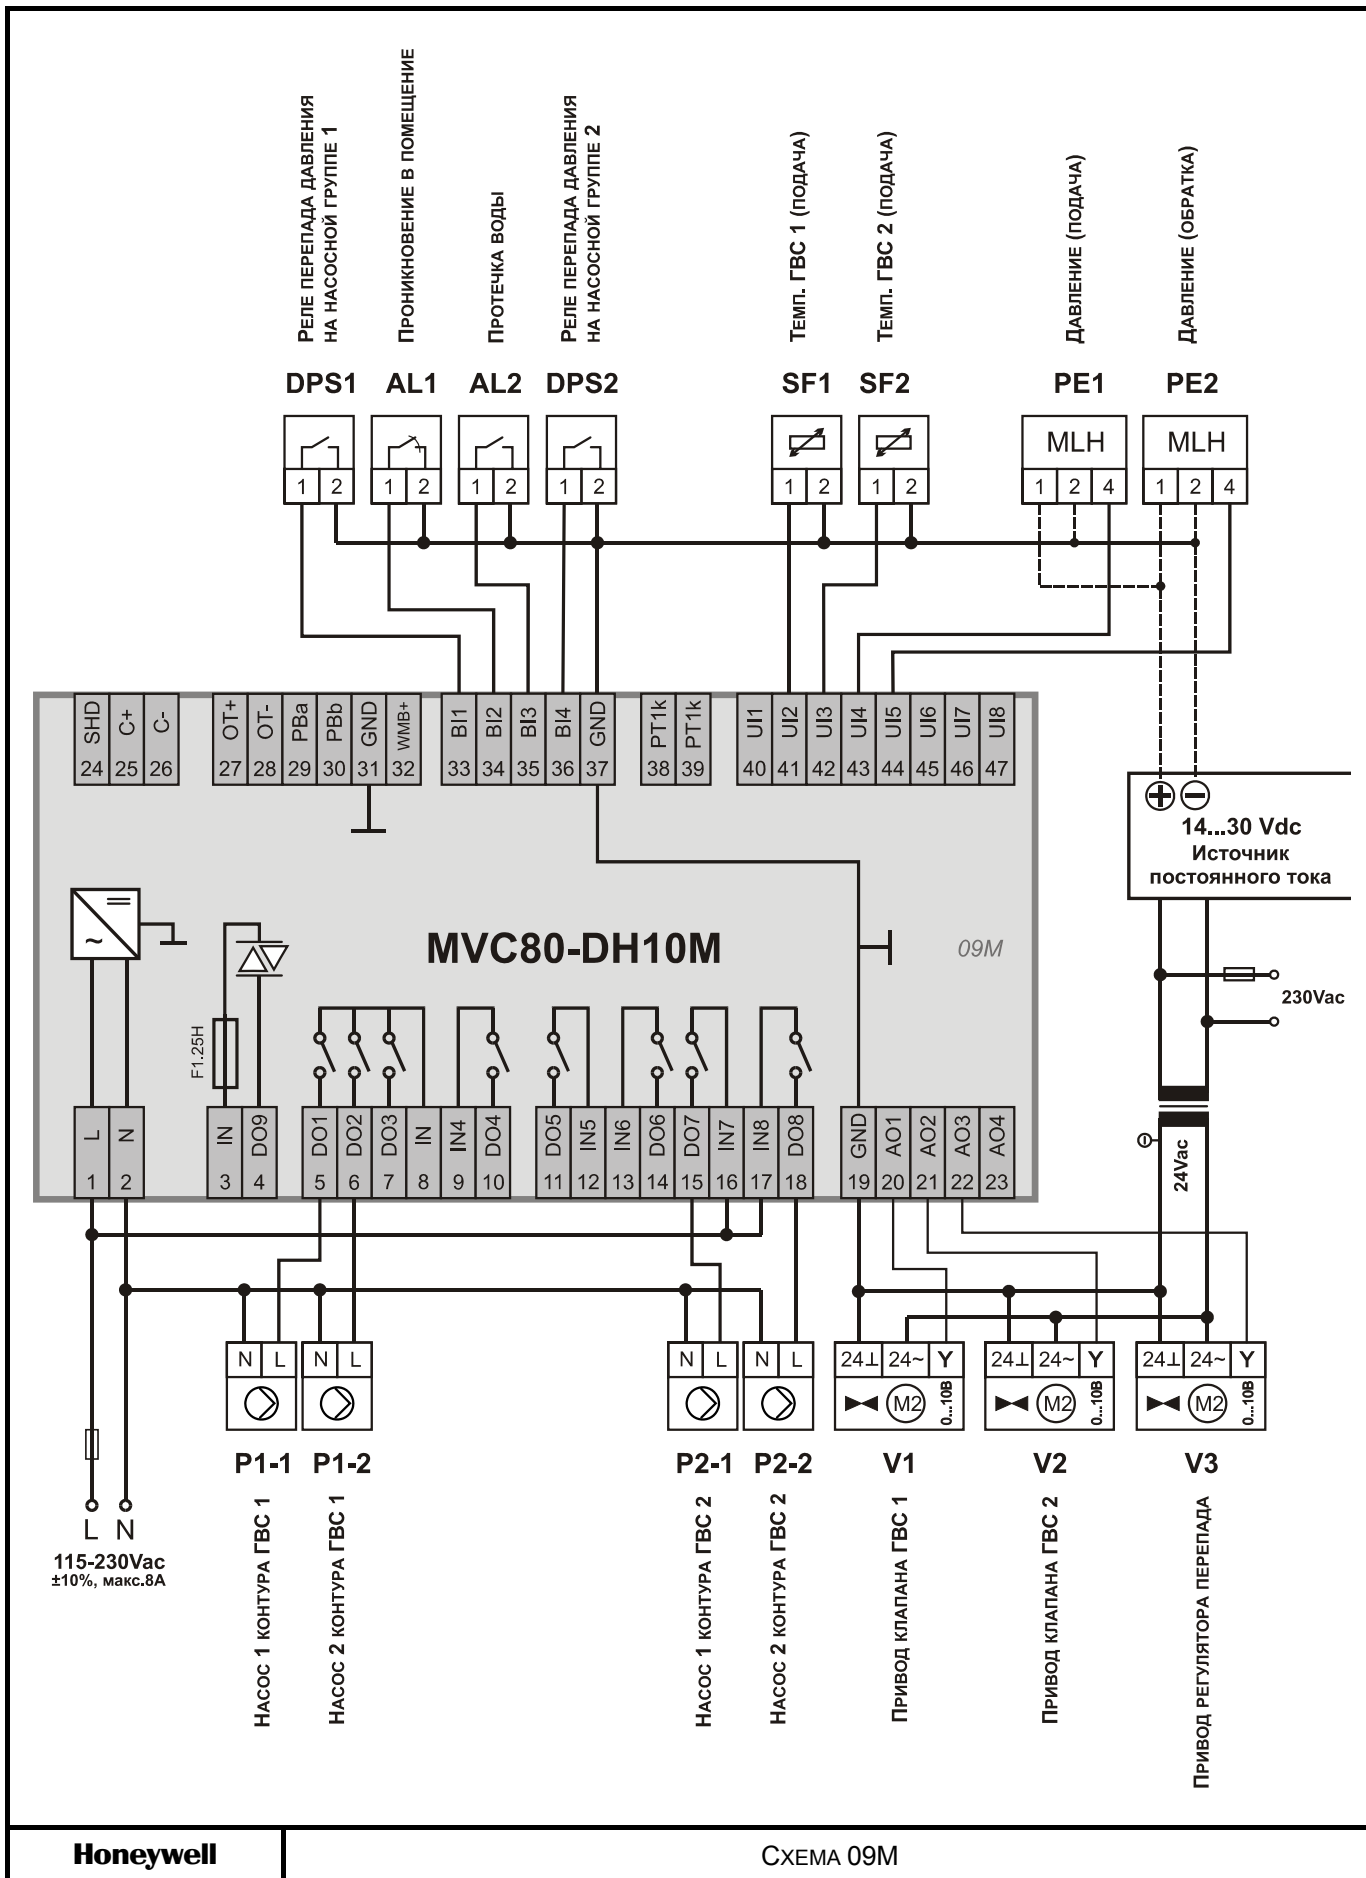 РЕЛЕ ПЕРЕПАДА ДАВЛЕНИЯ
НА НАСОСНОЙ ГРУППЕ 1
ПРОНИКНОВЕНИЕ В ПОМЕЩЕНИЕ
ПРОТЕЧКА ВОДЫ
РЕЛЕ ПЕРЕПАДА ДАВЛЕНИЯ
НА НАСОСНОЙ ГРУППЕ 2
ТЕМП. ГВС 1 (ПОДАЧА)
ТЕМП. ГВС 2 (ПОДАЧА)
ДАВЛЕНИЕ (ПОДАЧА)
ДАВЛЕНИЕ (ОБРАТКА)
DPS1 AL1 AL2 DPS2 SF1 SF2 PE1 PE2
MLH MLH
1 2 1 2 1 2 1 2 1 2 1 2 1 2 4 1 2 4
SHD C+ C- OT+ OT- PBa PBb GND WMB+ BI1 BI2 BI3 BI4 GND PT1k PT1k UI1 UI2 UI3 UI4 UI5 UI6 UI7 UI8
24 25 26 27 28 29 30 31 32 33 34 35 36 37 38 39 40 41 42 43 44 45 46 47
14...30 Vdc
Источник
постоянного тока
MVC80-DH10M
09M
230Vac
F1.25H
L N IN DO9 DO1 DO2 DO3 IN IN4 DO4 DO5 IN5 IN6 DO6 DO7 IN7 IN8 DO8 GND AO1 AO2 AO3 AO4
1 2 3 4 5 6 7 8 9 10 11 12 13 14 15 16 17 18 19 20 21 22 23
24Vac
N L N L N L N L 24⊥ 24~ Y 24⊥ 24~ Y 24⊥ 24~ Y
M2 0...10В M2 0...10В M2 0...10В
P1-1 P1-2 P2-1 P2-2 V1 V2 V3
L N
115-230Vac
±10%, макс.8А
НАСОС 1 КОНТУРА ГВС 1
НАСОС 2 КОНТУРА ГВС 1
НАСОС 1 КОНТУРА ГВС 2
НАСОС 2 КОНТУРА ГВС 2
ПРИВОД КЛАПАНА ГВС 1
ПРИВОД КЛАПАНА ГВС 2
ПРИВОД РЕГУЛЯТОРА ПЕРЕПАДА
Honeywell
СХЕМА 09М